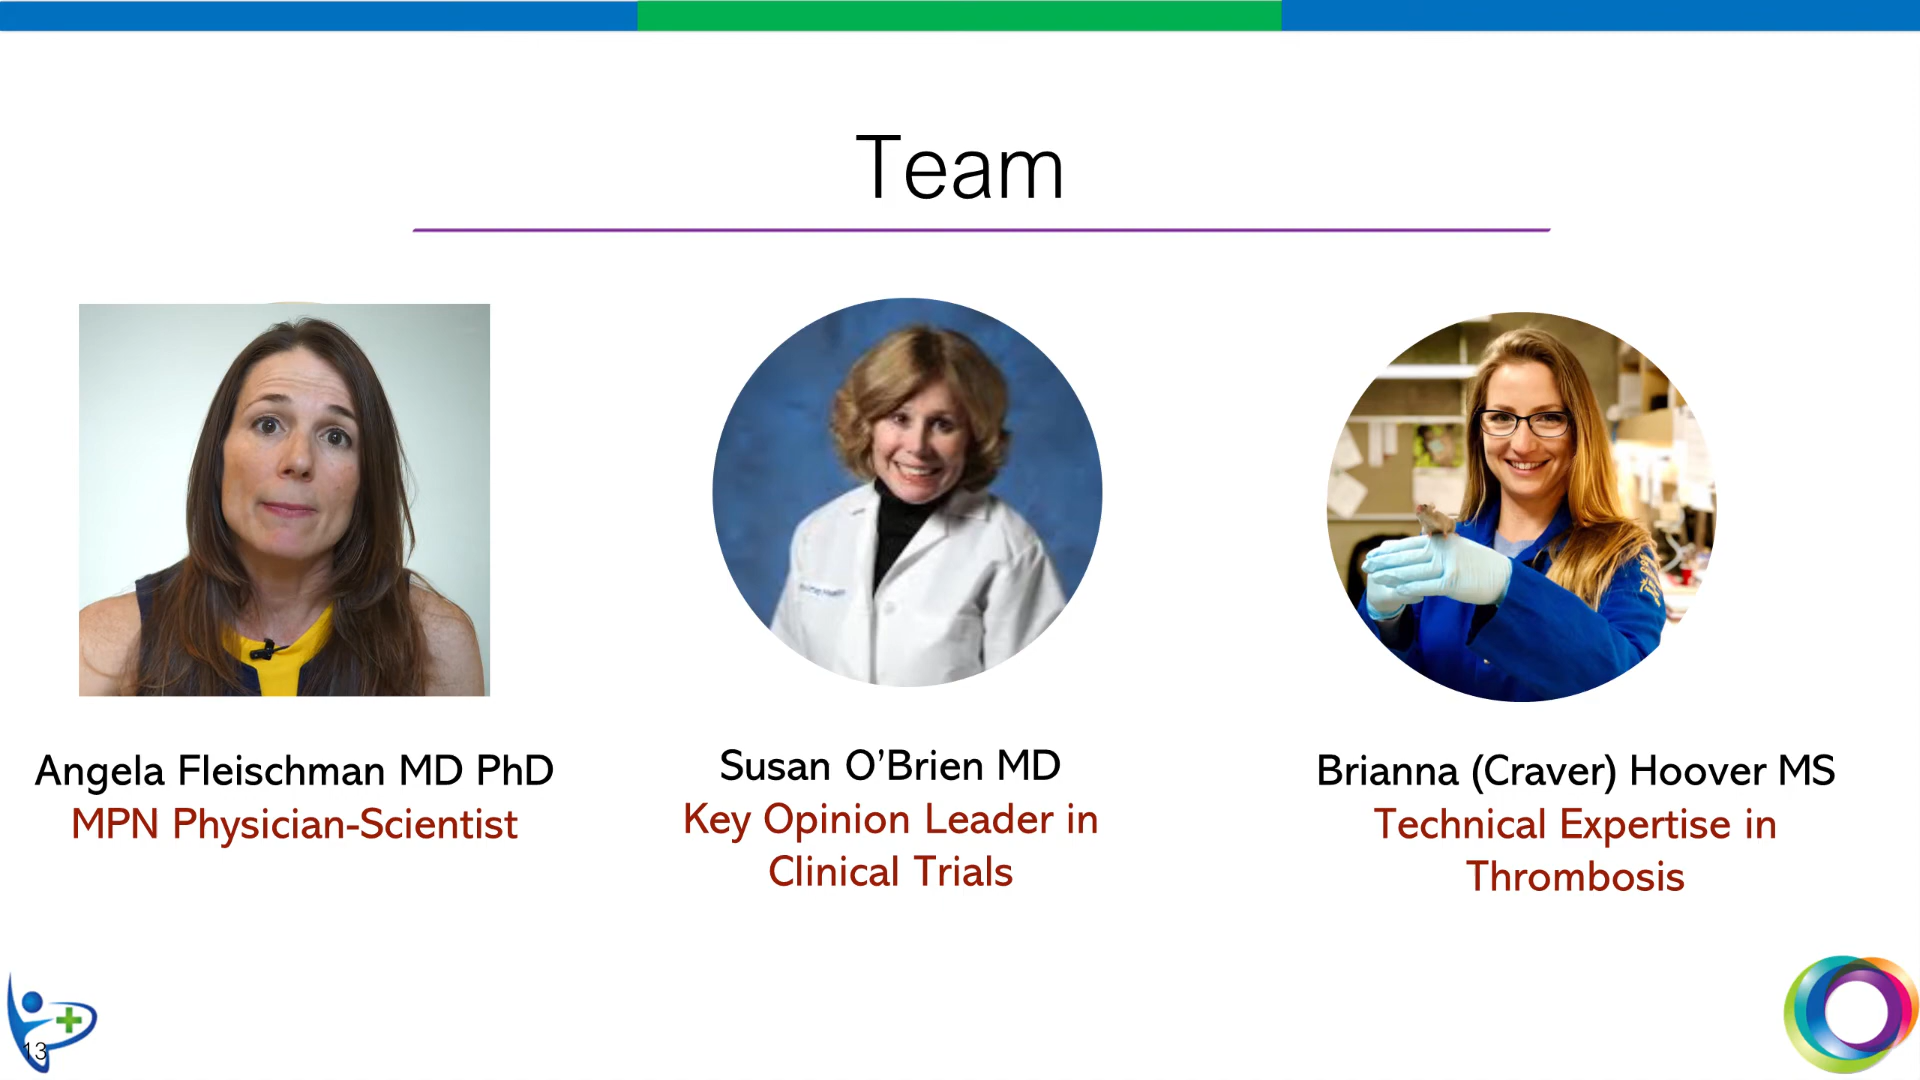 Team
Angela Fleischman MD PhD
MPN Physician-Scientist
Susan O’Brien MD
Key Opinion Leader in
Clinical Trials
Brianna (Craver) Hoover MS
Technical Expertise in
Thrombosis
13